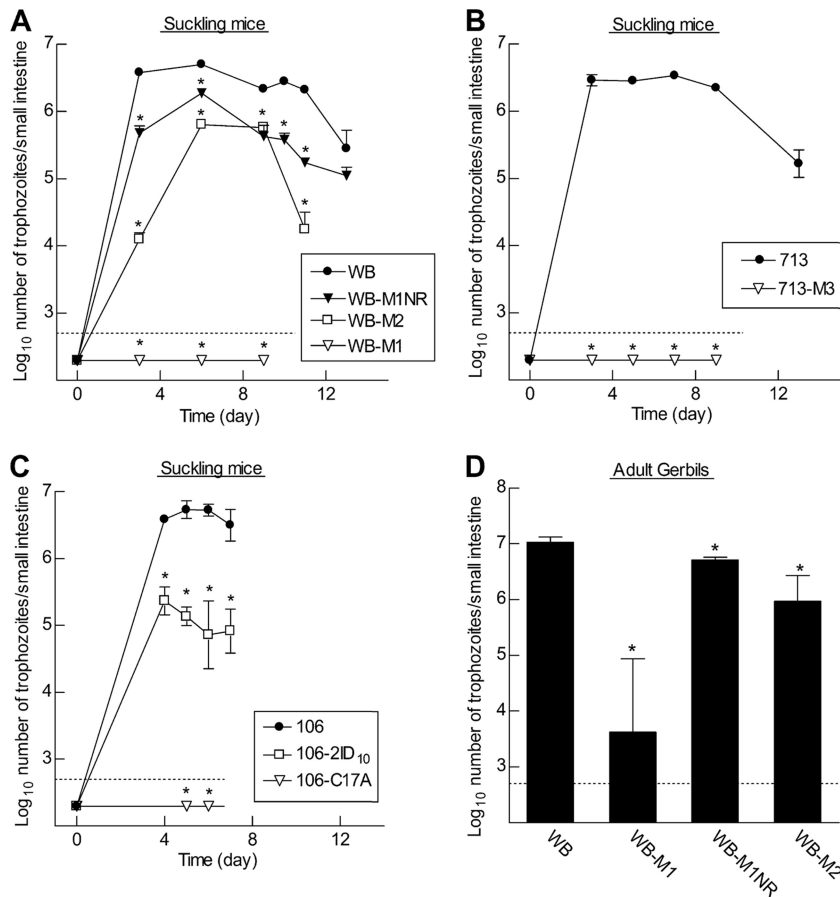 A
Suckling mice
Log10 number of trophozoites/small intestine
7
6
5
4
3
0
4
8
12
Time (day)
* * * * * * * * * * * *
WB
WB-M1NR
WB-M2
WB-M1
B
Suckling mice
Log10 number of trophozoites/small intestine
7
6
5
4
3
0
4
8
12
Time (day)
* * * *
713
713-M3
C
Suckling mice
Log10 number of trophozoites/small intestine
7
6
5
4
3
0
4
8
12
Time (day)
* * * *
* *
106
106-2ID10
106-C17A
D
Adult Gerbils
Log10 number of trophozoites/small intestine
8
7
6
5
4
3
* * *
WB
WB-M1
WB-M1NR
WB-M2